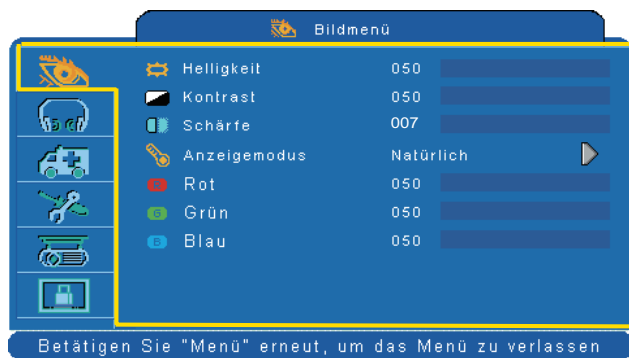 Bildmenü
Helligkeit 050
Kontrast 050
Schärfe 007
Anzeigemodus Natürlich
Rot 050
G Grün 050
B Blau 050
Betätigen Sie "Menü" erneut, um das Menü zu verlassen